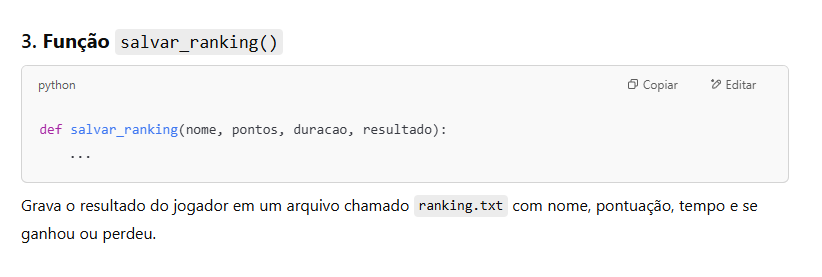 3. Função salvar_ranking()
python
Copiar
Editar
def salvar_ranking(nome, pontos, duracao, resultado):
    ...
Grava o resultado do jogador em um arquivo chamado ranking.txt com nome, pontuação, tempo e se
ganhou ou perdeu.